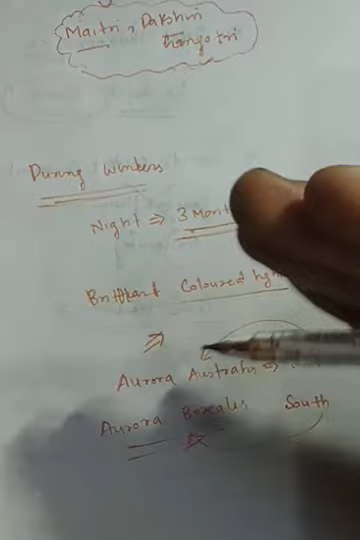 Maitri, Dakshin
Gangotri
During winters
Night ⇒ 3 Mont
Brilliant Coloured ligh
Aurora Australis ⇒
Aurora Borealis South